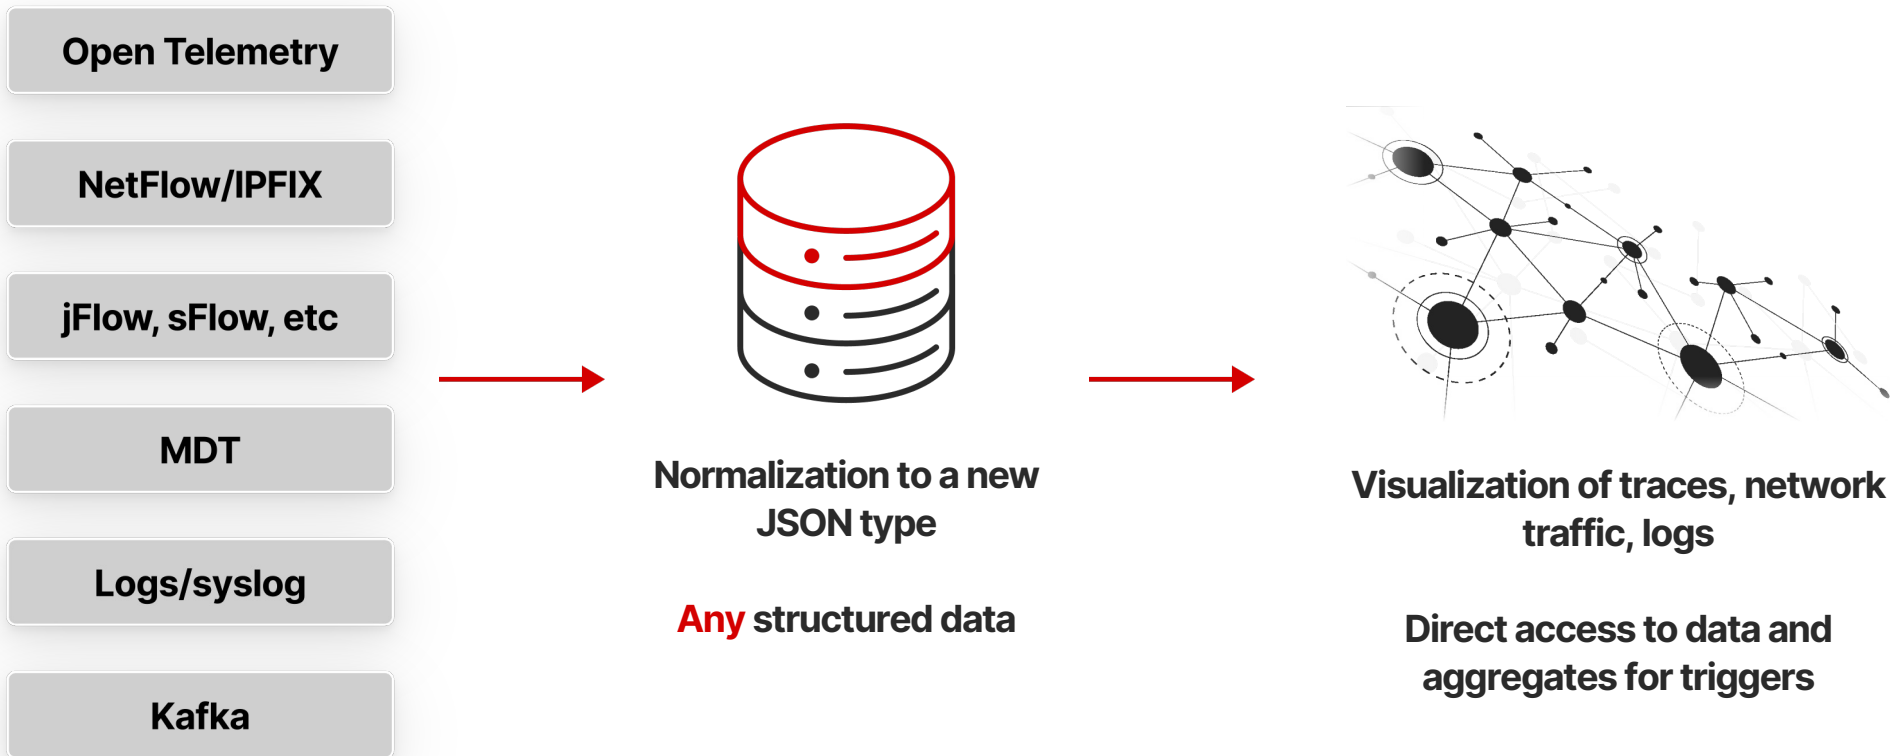 Open Telemetry
NetFlow/IPFIX
jFlow, sFlow, etc
MDT
Logs/syslog
Kafka
Normalization to a new
JSON type
Any structured data
Visualization of traces, network
traffic, logs
Direct access to data and
aggregates for triggers